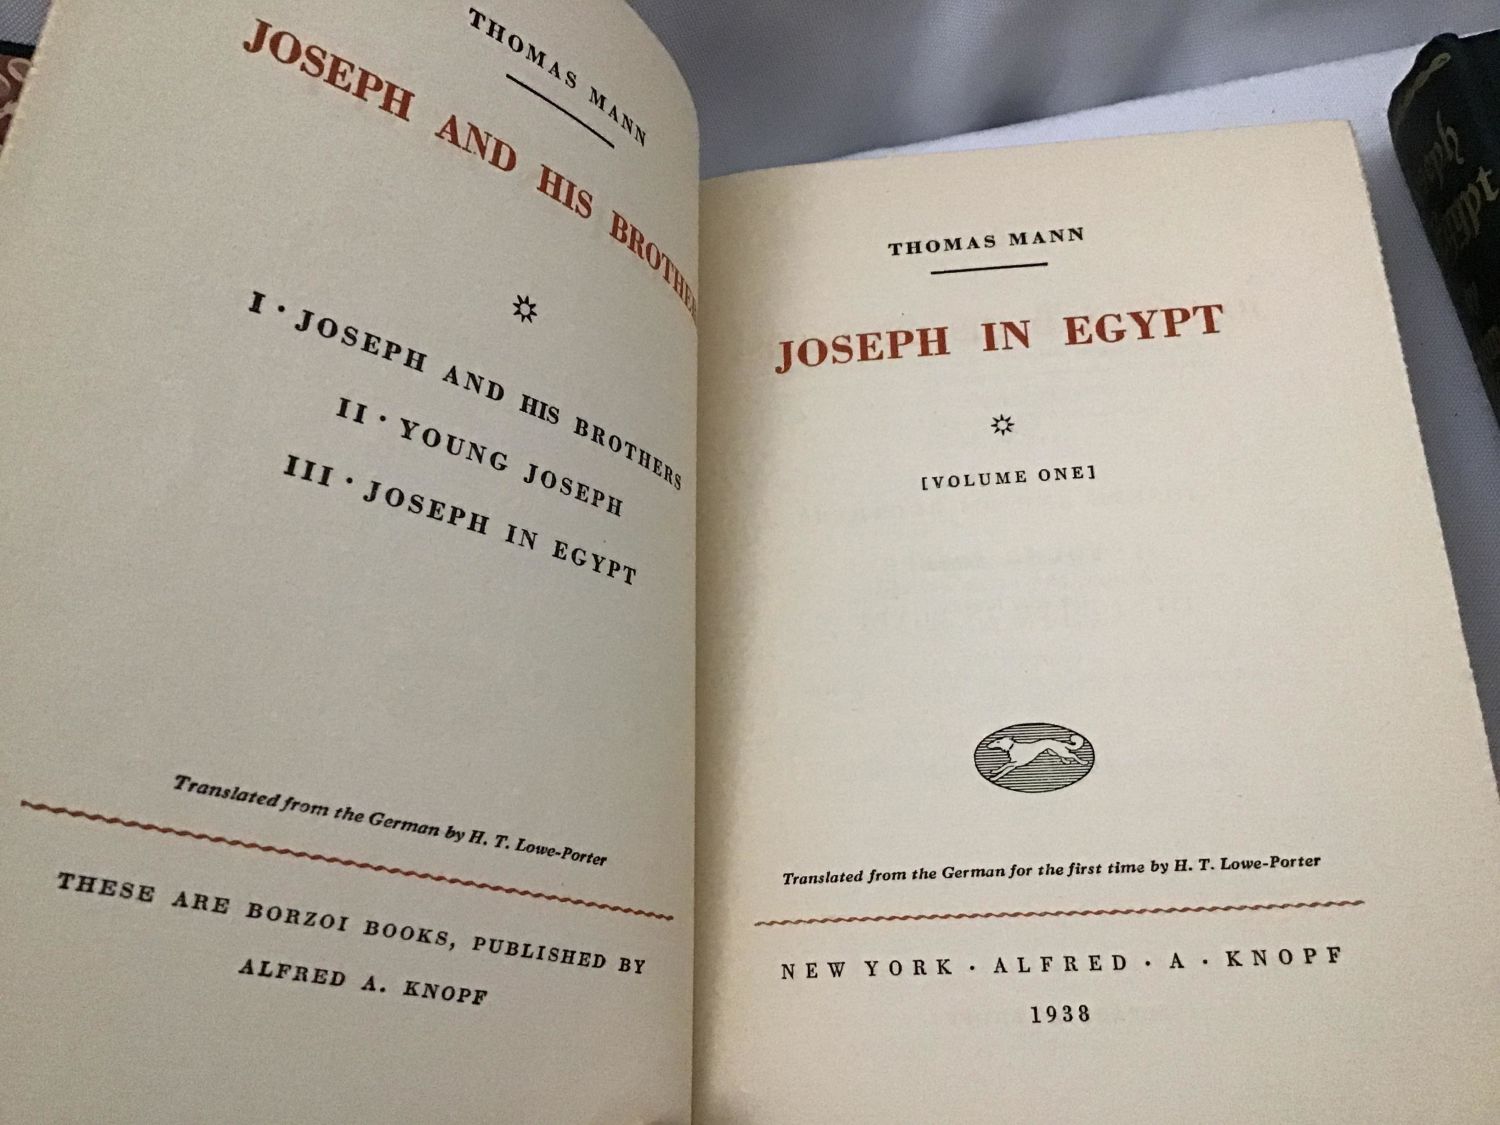 THOMAS MANN
JOSEPH AND HIS BROTHER
I · JOSEPH AND HIS BROTHERS
II · YOUNG JOSEPH
III · JOSEPH IN EGYPT
Translated from the German by H. T. Lowe-Porter
THESE ARE BORZOI BOOKS, PUBLISHED BY
ALFRED A. KNOPF
THOMAS MANN
JOSEPH IN EGYPT
[VOLUME ONE]
Translated from the German for the first time by H. T. Lowe-Porter
NEW YORK · ALFRED · A · KNOPF
1938